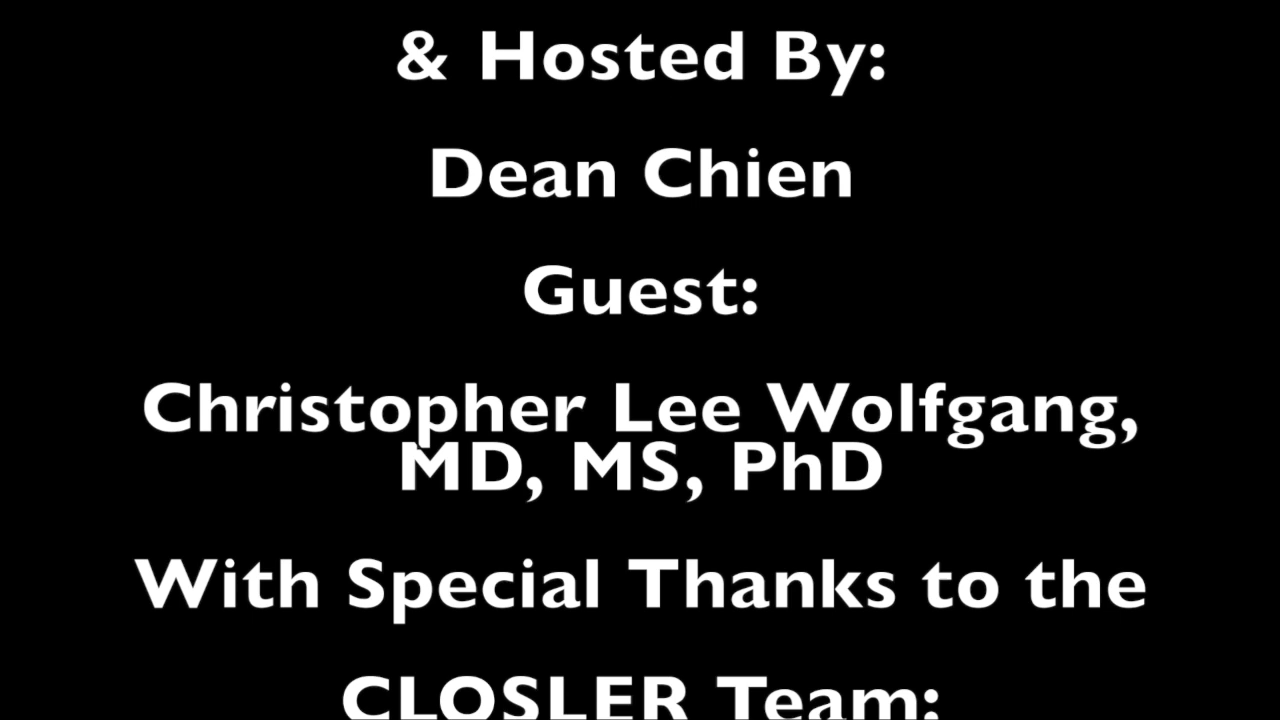 & Hosted By:
Dean Chien
Guest:
Christopher Lee Wolfgang,
MD, MS, PhD
With Special Thanks to the
CLOSLER Team: